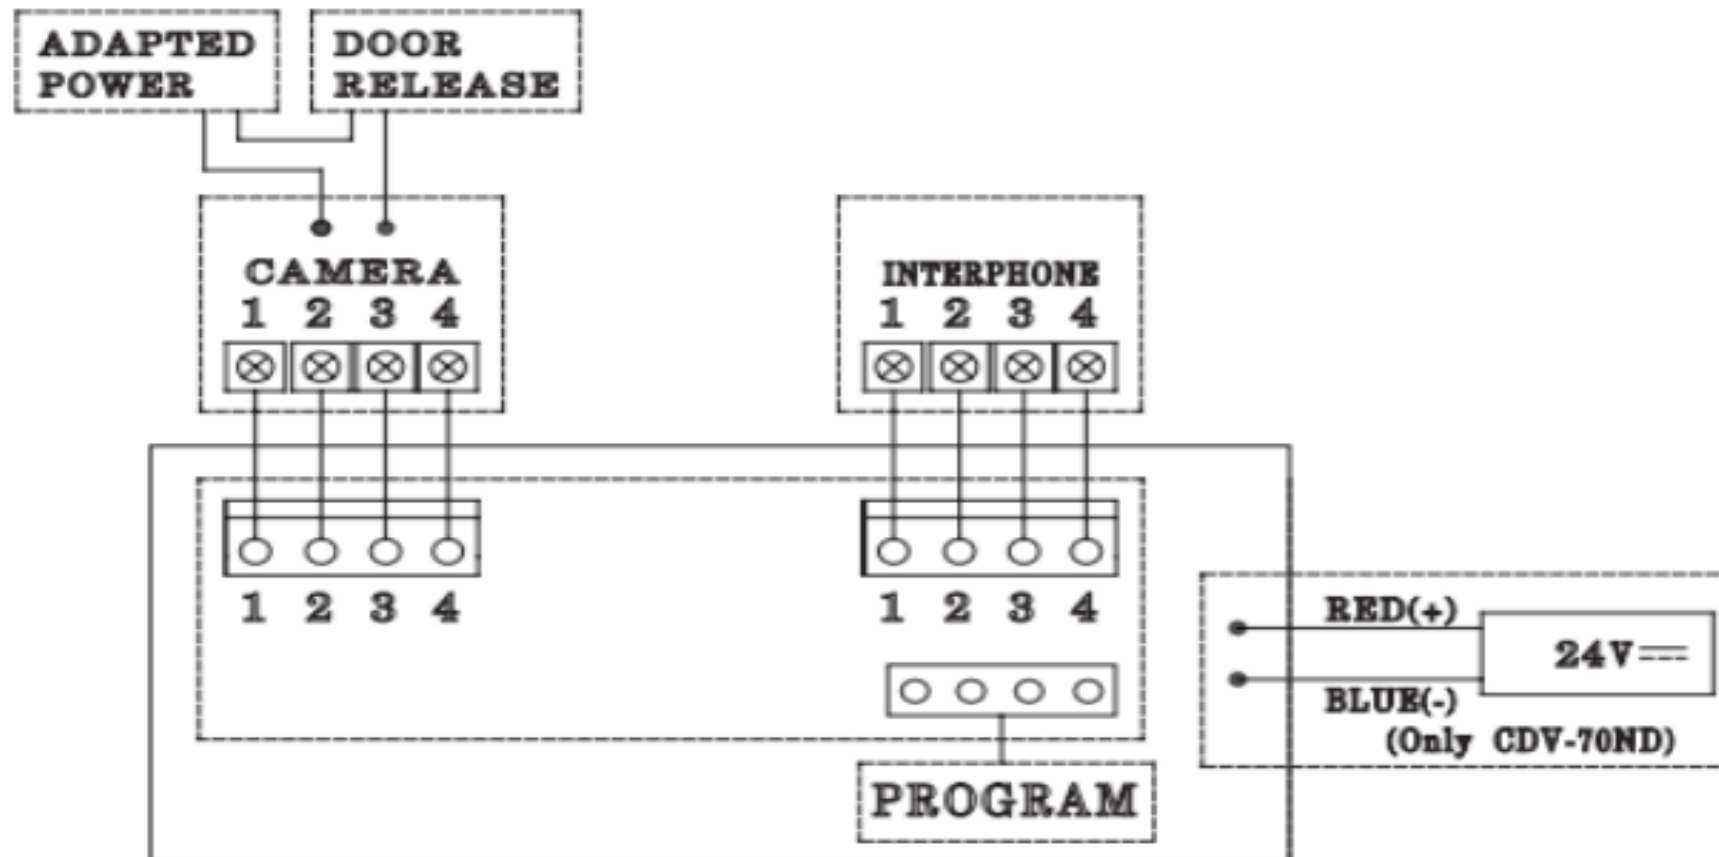 ADAPTED
POWER
DOOR
RELEASE
CAMERA
1 2 3 4
INTERPHONE
1 2 3 4
1 2 3 4
1 2 3 4
RED(+)
24V
BLUE(-)
(Only CDV-70ND)
PROGRAM